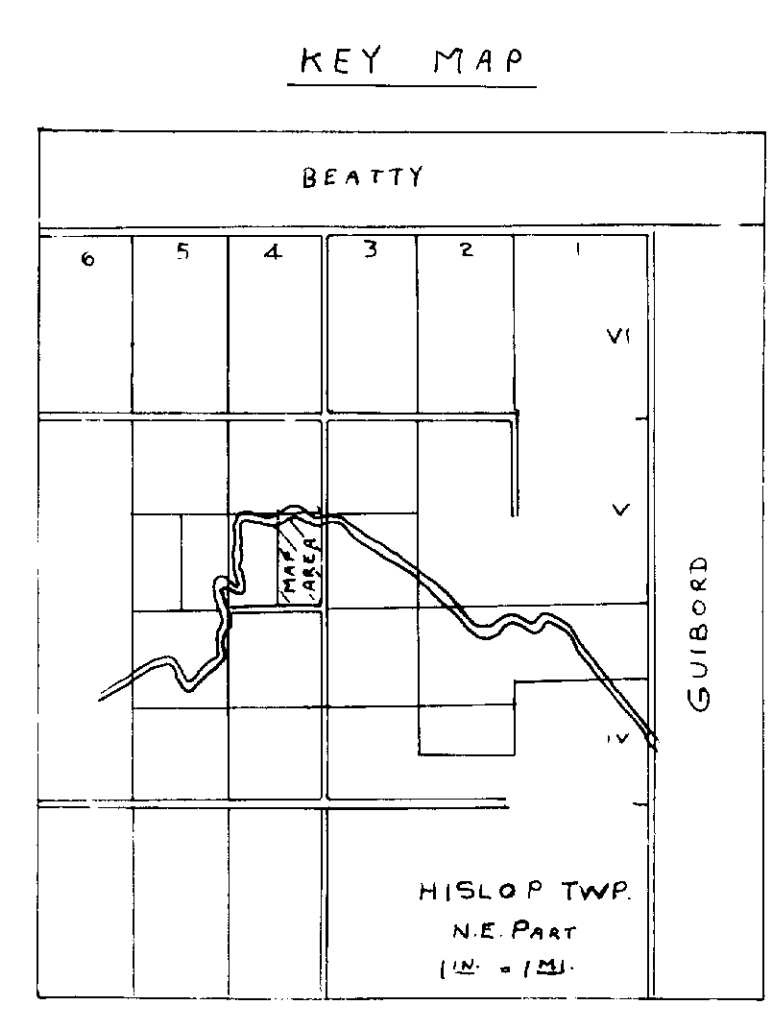 KEY MAP
BEATTY
6 5 4 3 2 1
VI
V
MAP
AREA
GUIBORD
IV
HISLOP TWP.
N.E. PART
1 IN. = 1 MI.